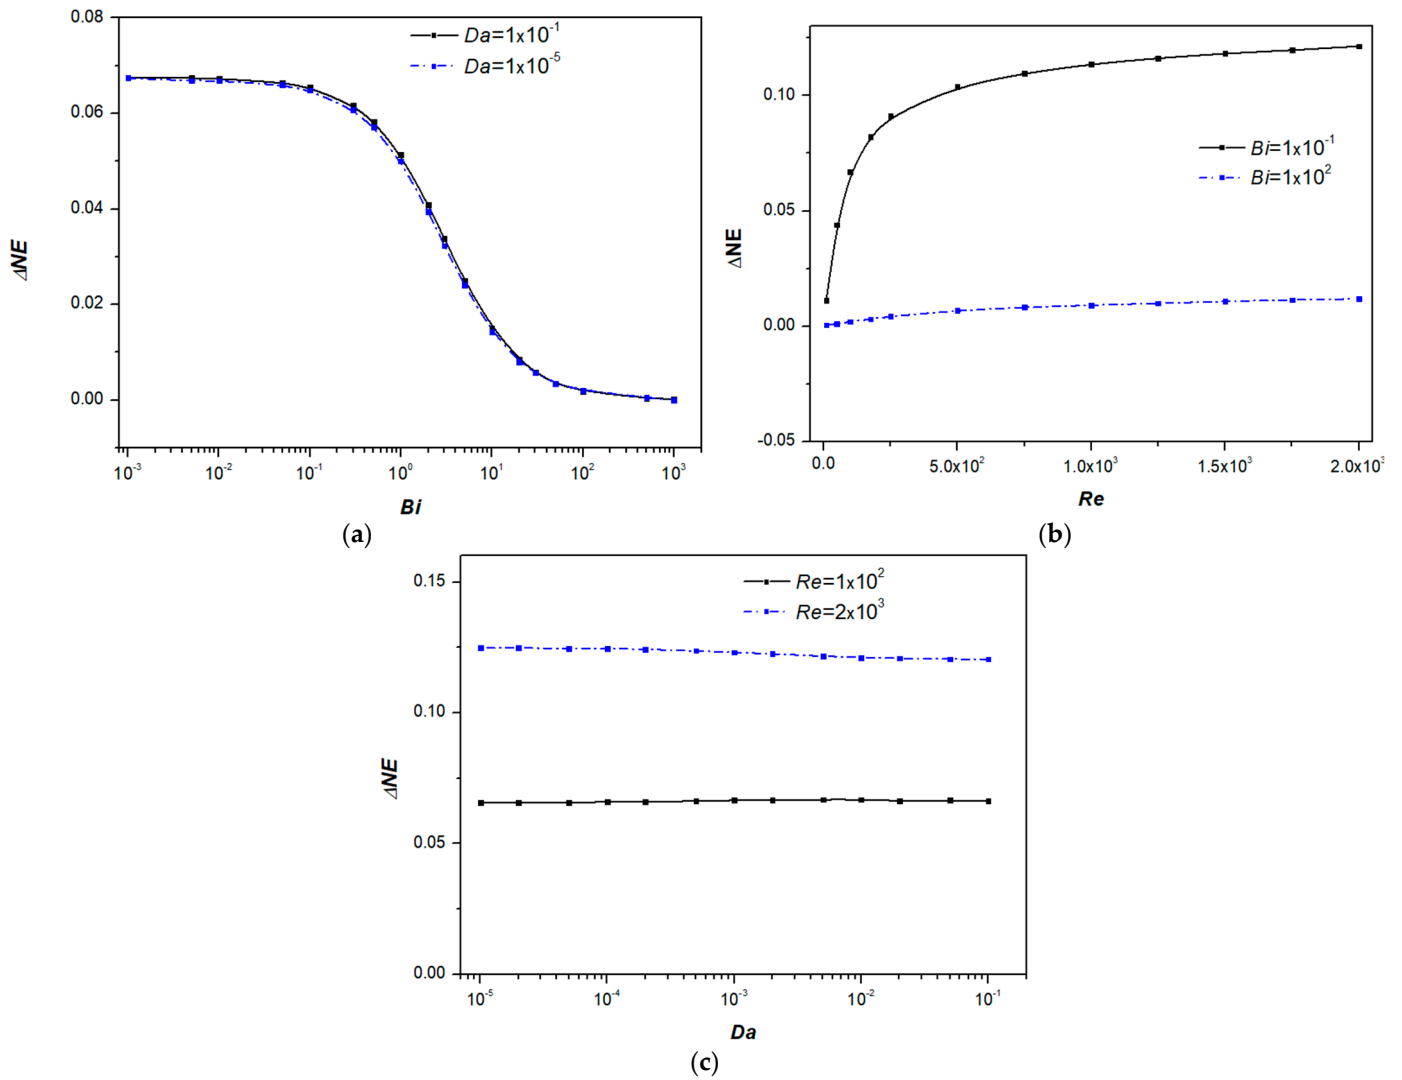 0.08
0.06
0.04
0.02
0.00
ΔNE
Da=1x10⁻¹
Da=1x10⁻⁵
10⁻³ 10⁻² 10⁻¹ 10⁰ 10¹ 10² 10³
Bi
(a)
0.10
0.05
0.00
-0.05
ΔNE
Bi=1x10⁻¹
Bi=1x10²
0.0 5.0x10² 1.0x10³ 1.5x10³ 2.0x10³
Re
(b)
0.15
0.10
0.05
0.00
ΔNE
Re=1x10²
Re=2x10³
10⁻⁵ 10⁻⁴ 10⁻³ 10⁻² 10⁻¹
Da
(c)